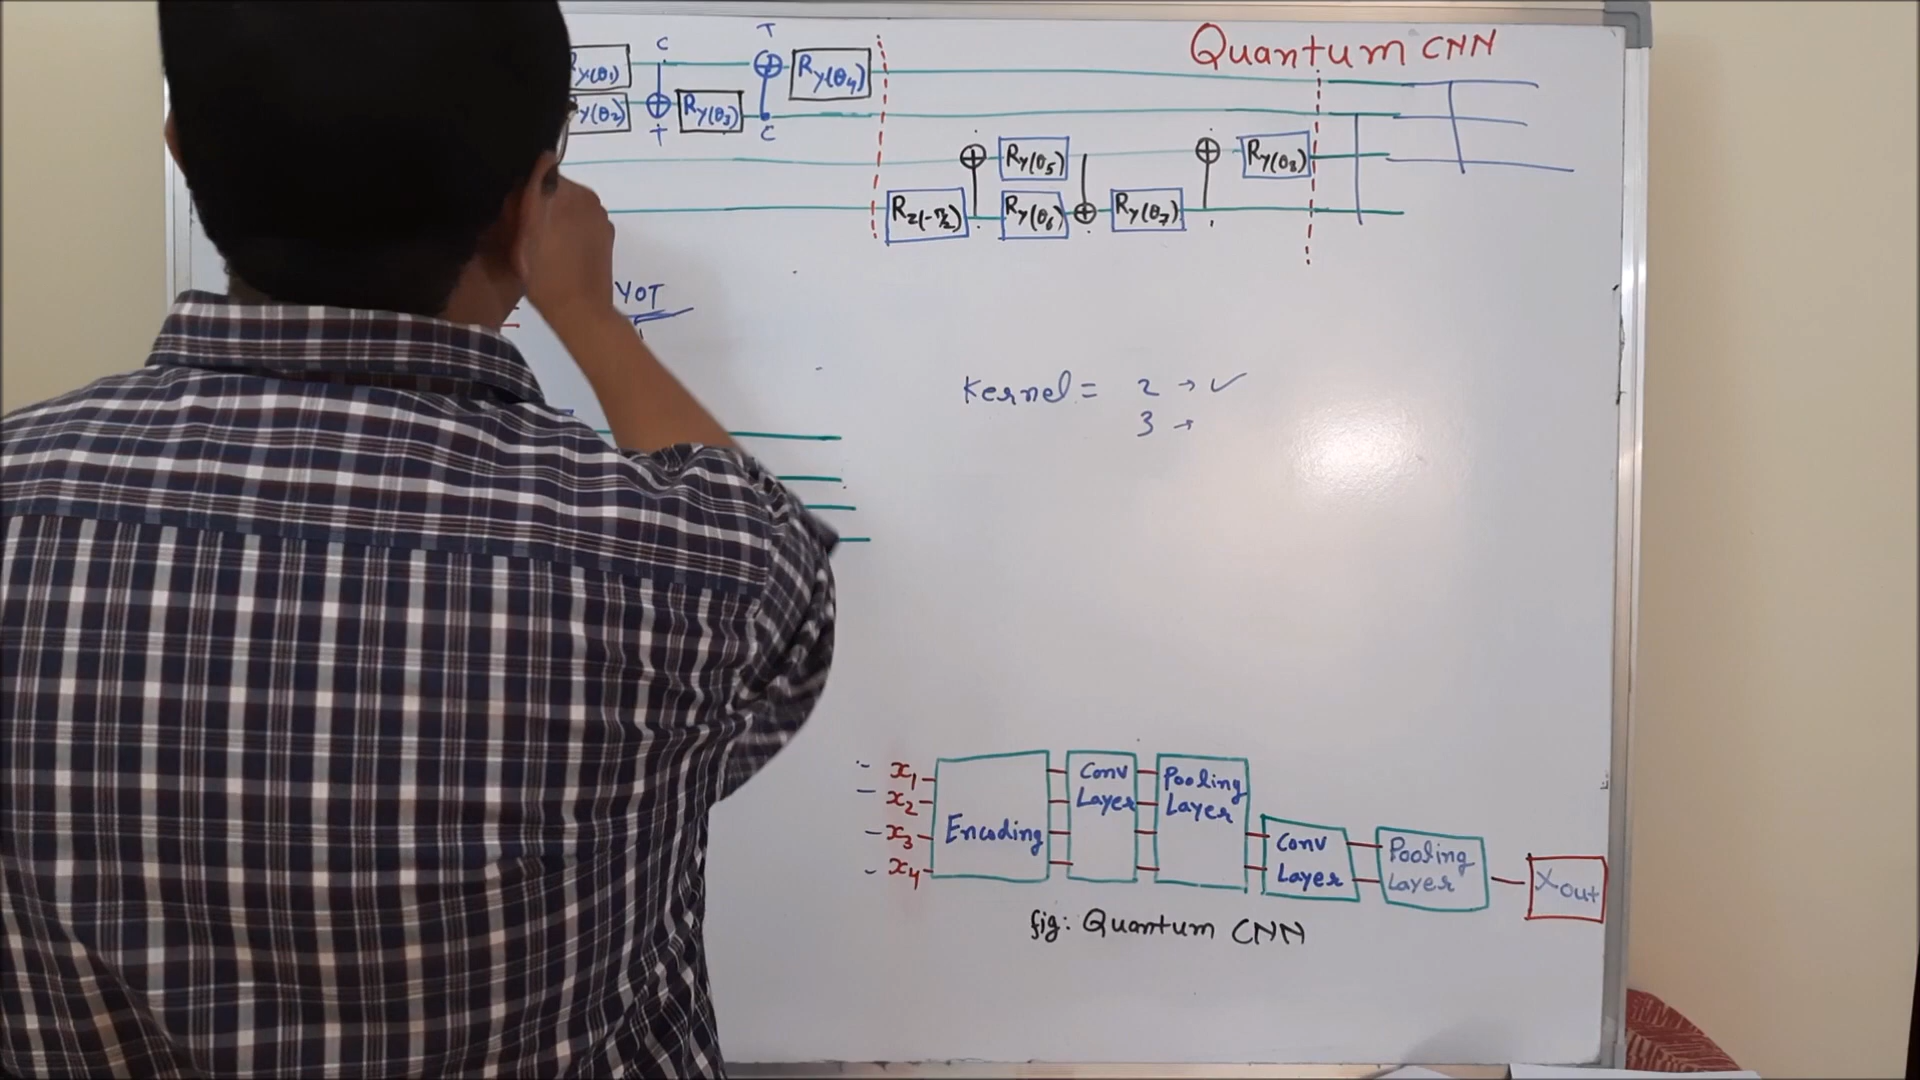 Quantum CNN
C T
Ry(θ1) Ry(θ4)
Ry(θ2) Ry(θ3)
T C
Ry(θ5) Ry(θ8)
Rz(-π/2) Ry(θ6) Ry(θ7)
YOT
Kernel = 2 → ✓
3 →
x1 Conv Pooling
x2 Layer Layer
x3 Encoding Conv Pooling
x4 Layer Layer Xout
fig: Quantum CNN